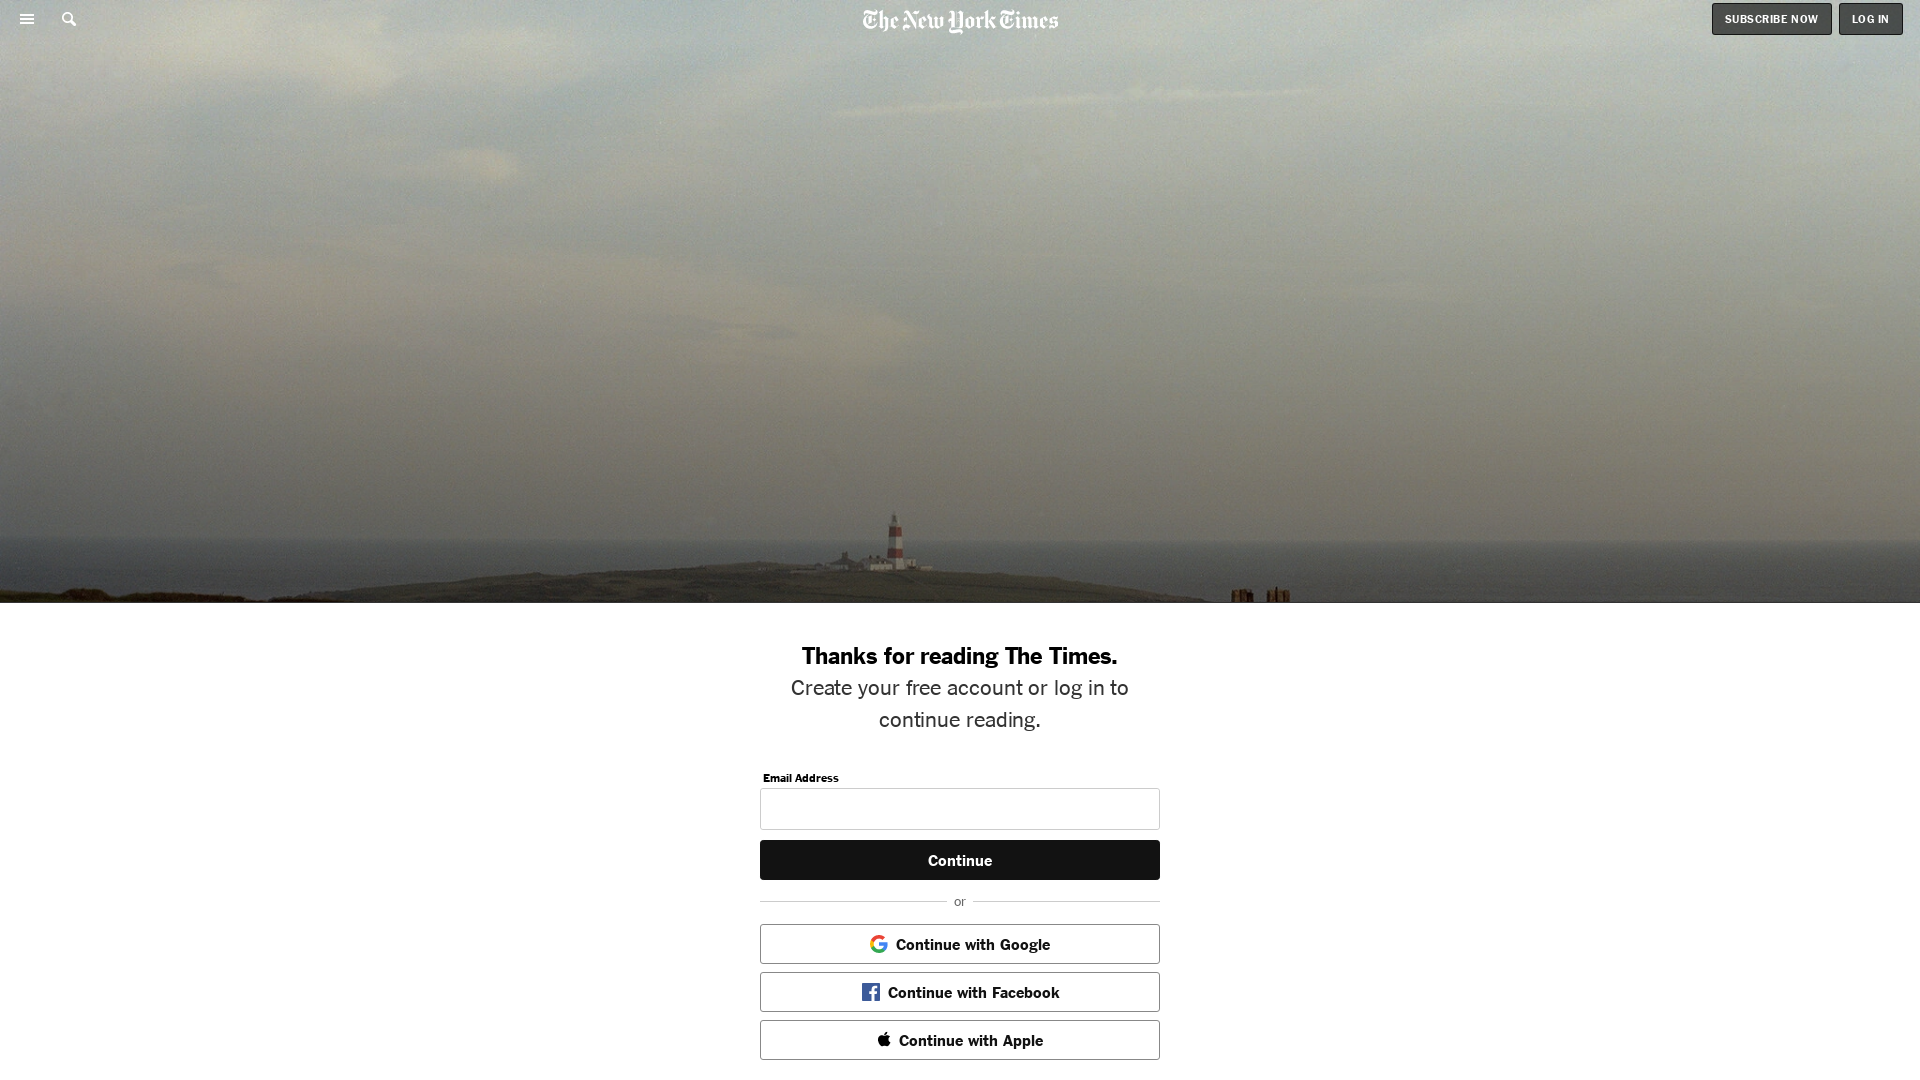 The New York Times
SUBSCRIBE NOW
LOG IN
Thanks for reading The Times.
Create your free account or log in to
continue reading.
Email Address
Continue
or
Continue with Google
Continue with Facebook
Continue with Apple